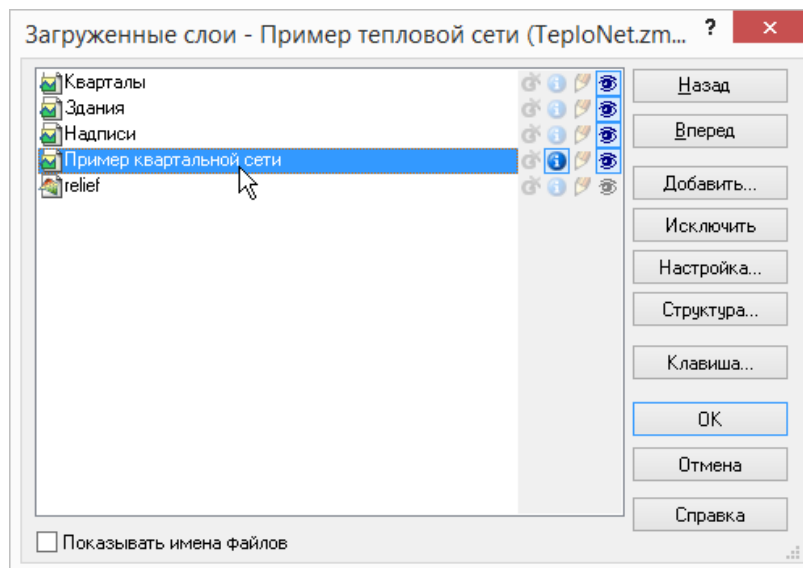 Загруженные слои - Пример тепловой сети (TeploNet.zm...
?
Кварталы
Здания
Надписи
Пример квартальной сети
relief
Назад
Вперед
Добавить...
Исключить
Настройка...
Структура...
Клавиша...
OK
Отмена
Справка
Показывать имена файлов